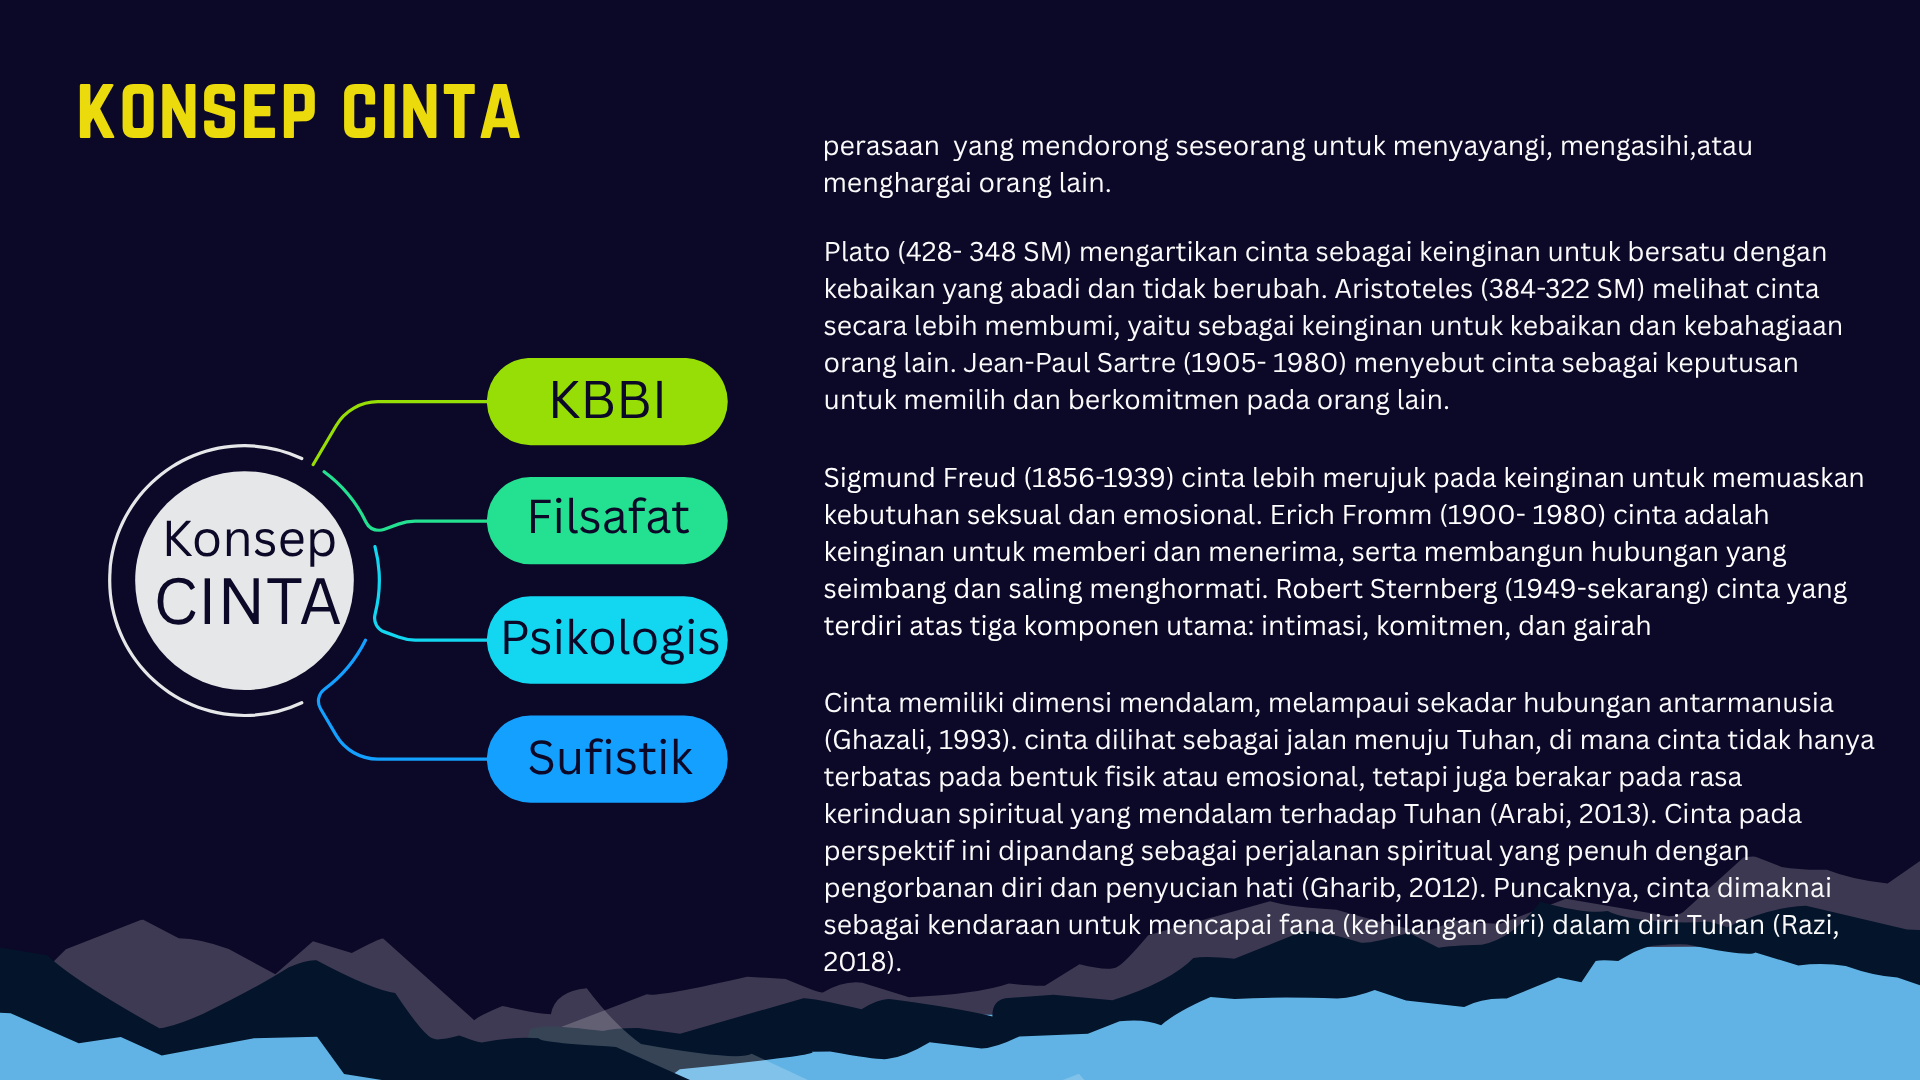 KONSEP CINTA
Konsep
CINTA
KBBI
Filsafat
Psikologis
Sufistik
perasaan  yang mendorong seseorang untuk menyayangi, mengasihi,atau
menghargai orang lain.
Plato (428- 348 SM) mengartikan cinta sebagai keinginan untuk bersatu dengan
kebaikan yang abadi dan tidak berubah. Aristoteles (384-322 SM) melihat cinta
secara lebih membumi, yaitu sebagai keinginan untuk kebaikan dan kebahagiaan
orang lain. Jean-Paul Sartre (1905- 1980) menyebut cinta sebagai keputusan
untuk memilih dan berkomitmen pada orang lain.
Sigmund Freud (1856-1939) cinta lebih merujuk pada keinginan untuk memuaskan
kebutuhan seksual dan emosional. Erich Fromm (1900- 1980) cinta adalah
keinginan untuk memberi dan menerima, serta membangun hubungan yang
seimbang dan saling menghormati. Robert Sternberg (1949-sekarang) cinta yang
terdiri atas tiga komponen utama: intimasi, komitmen, dan gairah
Cinta memiliki dimensi mendalam, melampaui sekadar hubungan antarmanusia
(Ghazali, 1993). cinta dilihat sebagai jalan menuju Tuhan, di mana cinta tidak hanya
terbatas pada bentuk fisik atau emosional, tetapi juga berakar pada rasa
kerinduan spiritual yang mendalam terhadap Tuhan (Arabi, 2013). Cinta pada
perspektif ini dipandang sebagai perjalanan spiritual yang penuh dengan
pengorbanan diri dan penyucian hati (Gharib, 2012). Puncaknya, cinta dimaknai
sebagai kendaraan untuk mencapai fana (kehilangan diri) dalam diri Tuhan (Razi,
2018).